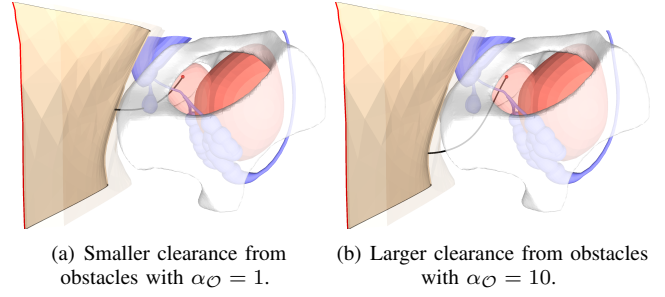 (a) Smaller clearance from
obstacles with α𝒪 = 1.
(b) Larger clearance from obstacles
with α𝒪 = 10.